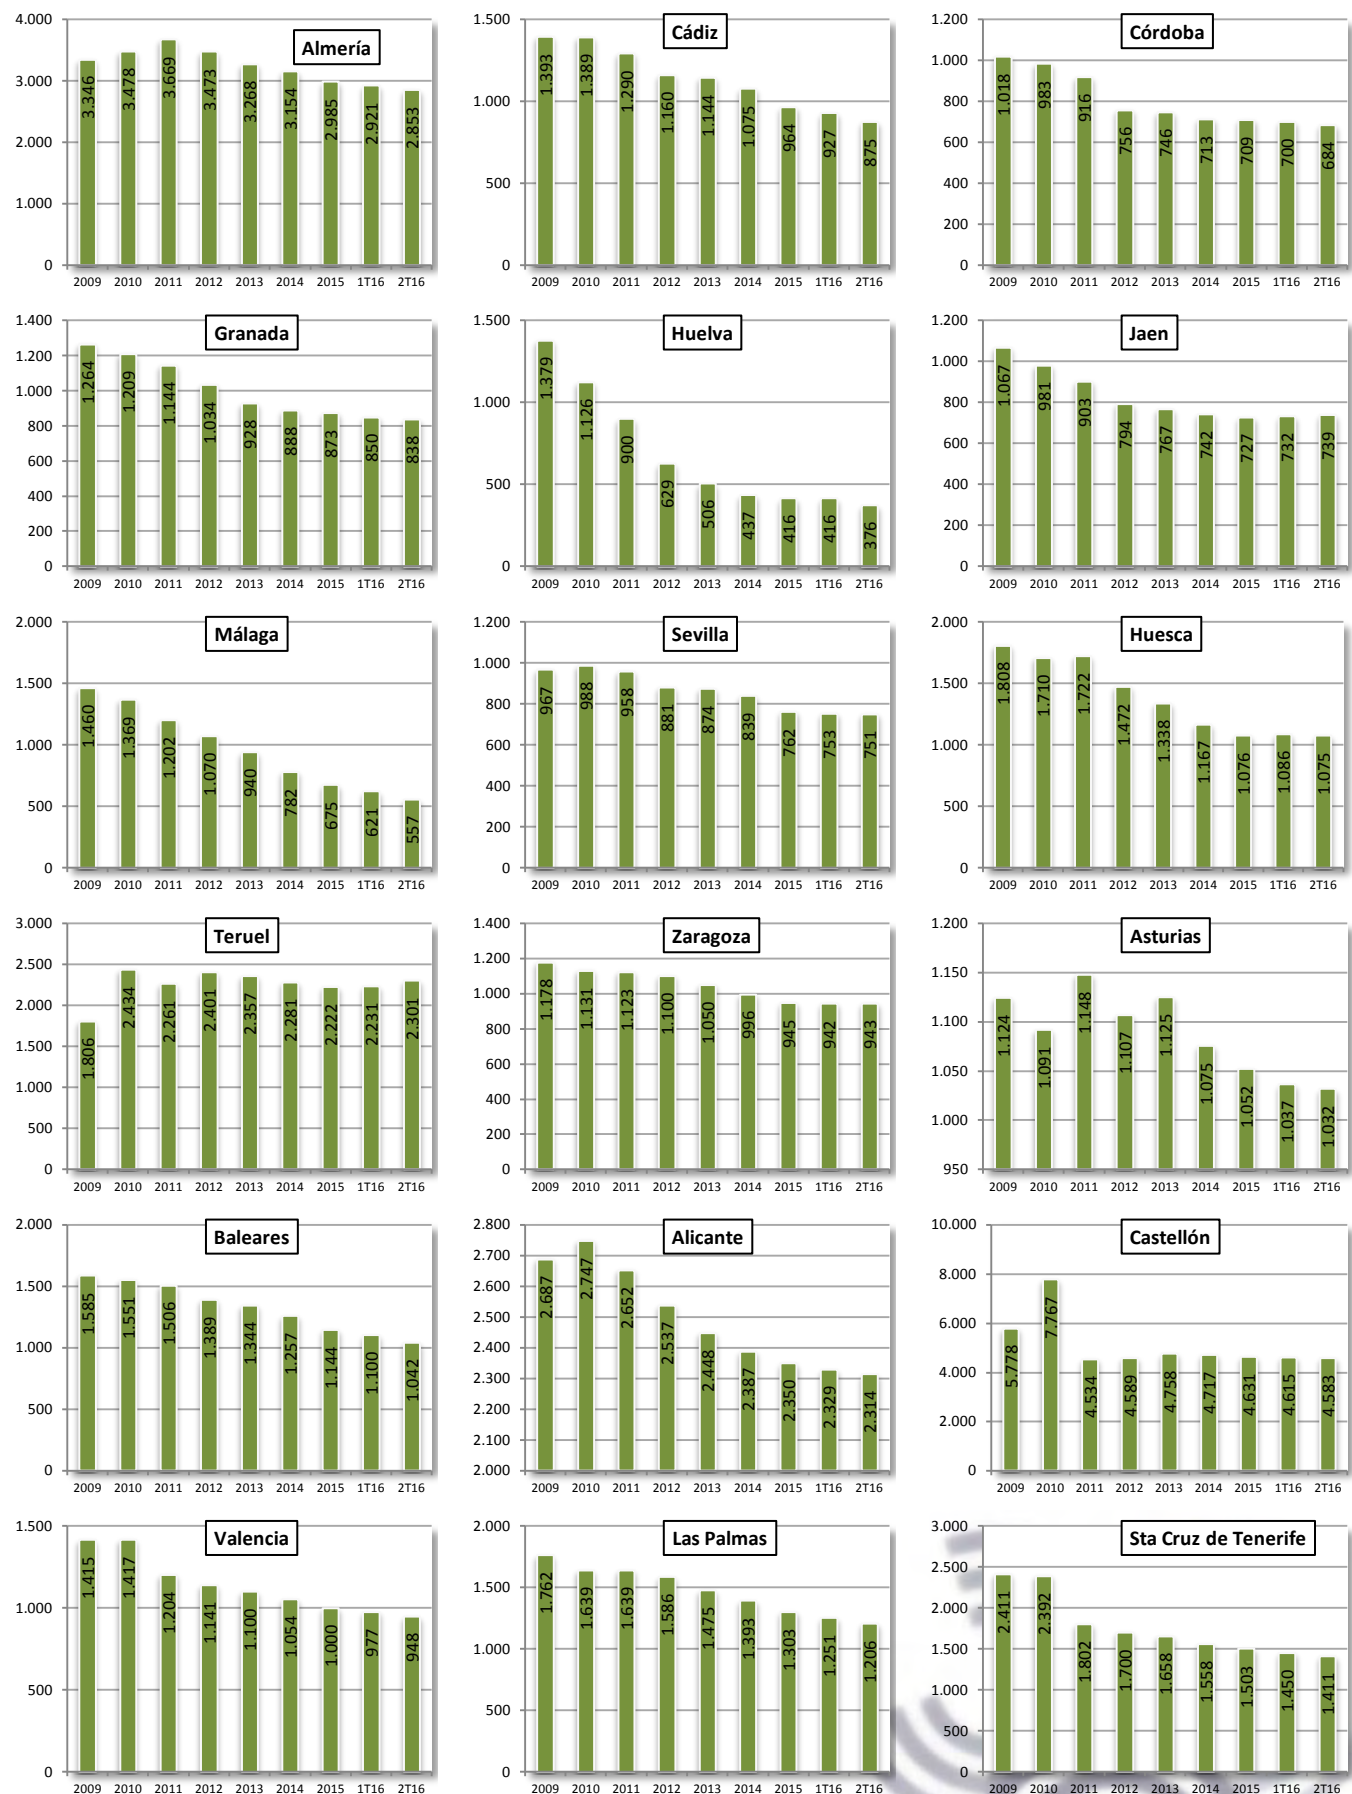 Almería
4.000
3.000
2.000
1.000
0
3.346 3.478 3.669 3.473 3.268 3.154 2.985 2.921 2.853
2009 2010 2011 2012 2013 2014 2015 1T16 2T16
Cádiz
1.500
1.000
500
0
1.393 1.389 1.290 1.160 1.144 1.075 964 927 875
2009 2010 2011 2012 2013 2014 2015 1T16 2T16
Córdoba
1.200
1.000
800
600
400
200
0
1.018 983 916 756 746 713 709 700 684
2009 2010 2011 2012 2013 2014 2015 1T16 2T16
Granada
1.400
1.200
1.000
800
600
400
200
0
1.264 1.209 1.144 1.034 928 888 873 850 838
2009 2010 2011 2012 2013 2014 2015 1T16 2T16
Huelva
1.500
1.000
500
0
1.379 1.126 900 629 506 437 416 416 376
2009 2010 2011 2012 2013 2014 2015 1T16 2T16
Jaen
1.200
1.000
800
600
400
200
0
1.067 981 903 794 767 742 727 732 739
2009 2010 2011 2012 2013 2014 2015 1T16 2T16
Málaga
2.000
1.500
1.000
500
0
1.460 1.369 1.202 1.070 940 782 675 621 557
2009 2010 2011 2012 2013 2014 2015 1T16 2T16
Sevilla
1.200
1.000
800
600
400
200
0
967 988 958 881 874 839 762 753 751
2009 2010 2011 2012 2013 2014 2015 1T16 2T16
Huesca
2.000
1.500
1.000
500
0
1.808 1.710 1.722 1.472 1.338 1.167 1.076 1.086 1.075
2009 2010 2011 2012 2013 2014 2015 1T16 2T16
Teruel
3.000
2.500
2.000
1.500
1.000
500
0
1.806 2.434 2.261 2.401 2.357 2.281 2.222 2.231 2.301
2009 2010 2011 2012 2013 2014 2015 1T16 2T16
Zaragoza
1.400
1.200
1.000
800
600
400
200
0
1.178 1.131 1.123 1.100 1.050 996 945 942 943
2009 2010 2011 2012 2013 2014 2015 1T16 2T16
Asturias
1.200
1.150
1.100
1.050
1.000
950
1.124 1.091 1.148 1.107 1.125 1.075 1.052 1.037 1.032
2009 2010 2011 2012 2013 2014 2015 1T16 2T16
Baleares
2.000
1.500
1.000
500
0
1.585 1.551 1.506 1.389 1.344 1.257 1.144 1.100 1.042
2009 2010 2011 2012 2013 2014 2015 1T16 2T16
Alicante
2.800
2.700
2.600
2.500
2.400
2.300
2.200
2.100
2.000
2.687 2.747 2.652 2.537 2.448 2.387 2.350 2.329 2.314
2009 2010 2011 2012 2013 2014 2015 1T16 2T16
Castellón
10.000
8.000
6.000
4.000
2.000
0
5.778 7.767 4.534 4.589 4.758 4.717 4.631 4.615 4.583
2009 2010 2011 2012 2013 2014 2015 1T16 2T16
Valencia
1.500
1.000
500
0
1.415 1.417 1.204 1.141 1.100 1.054 1.000 977 948
2009 2010 2011 2012 2013 2014 2015 1T16 2T16
Las Palmas
2.000
1.500
1.000
500
0
1.762 1.639 1.639 1.586 1.475 1.393 1.303 1.251 1.206
2009 2010 2011 2012 2013 2014 2015 1T16 2T16
Sta Cruz de Tenerife
3.000
2.500
2.000
1.500
1.000
500
0
2.411 2.392 1.802 1.700 1.658 1.558 1.503 1.450 1.411
2009 2010 2011 2012 2013 2014 2015 1T16 2T16